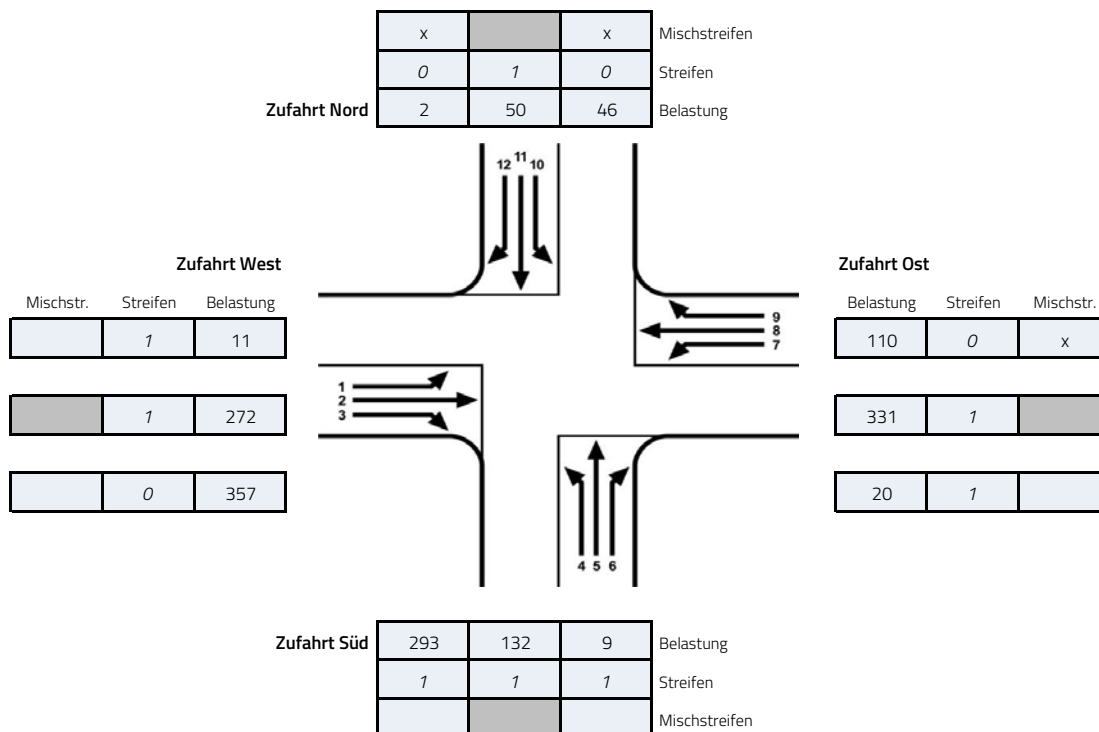 x x Mischstreifen
0 1 0 Streifen
Zufahrt Nord 2 50 46 Belastung
12 11 10
Zufahrt West
Mischstr. Streifen Belastung
1 11
1 272
0 357
1
2
3
9
8
7
4 5 6
Zufahrt Ost
Belastung Streifen Mischstr.
110 0 x
331 1
20 1
Zufahrt Süd 293 132 9 Belastung
1 1 1 Streifen
Mischstreifen